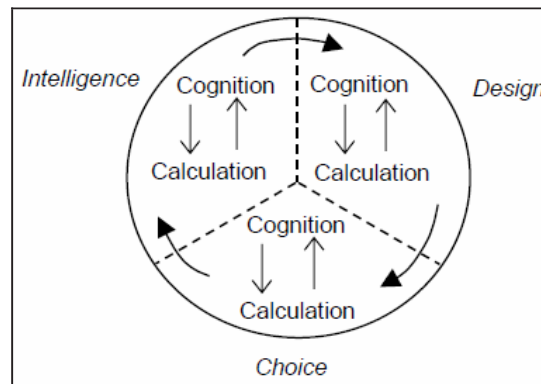 Intelligence
Design
Cognition
Cognition
Calculation
Calculation
Cognition
Calculation
Choice